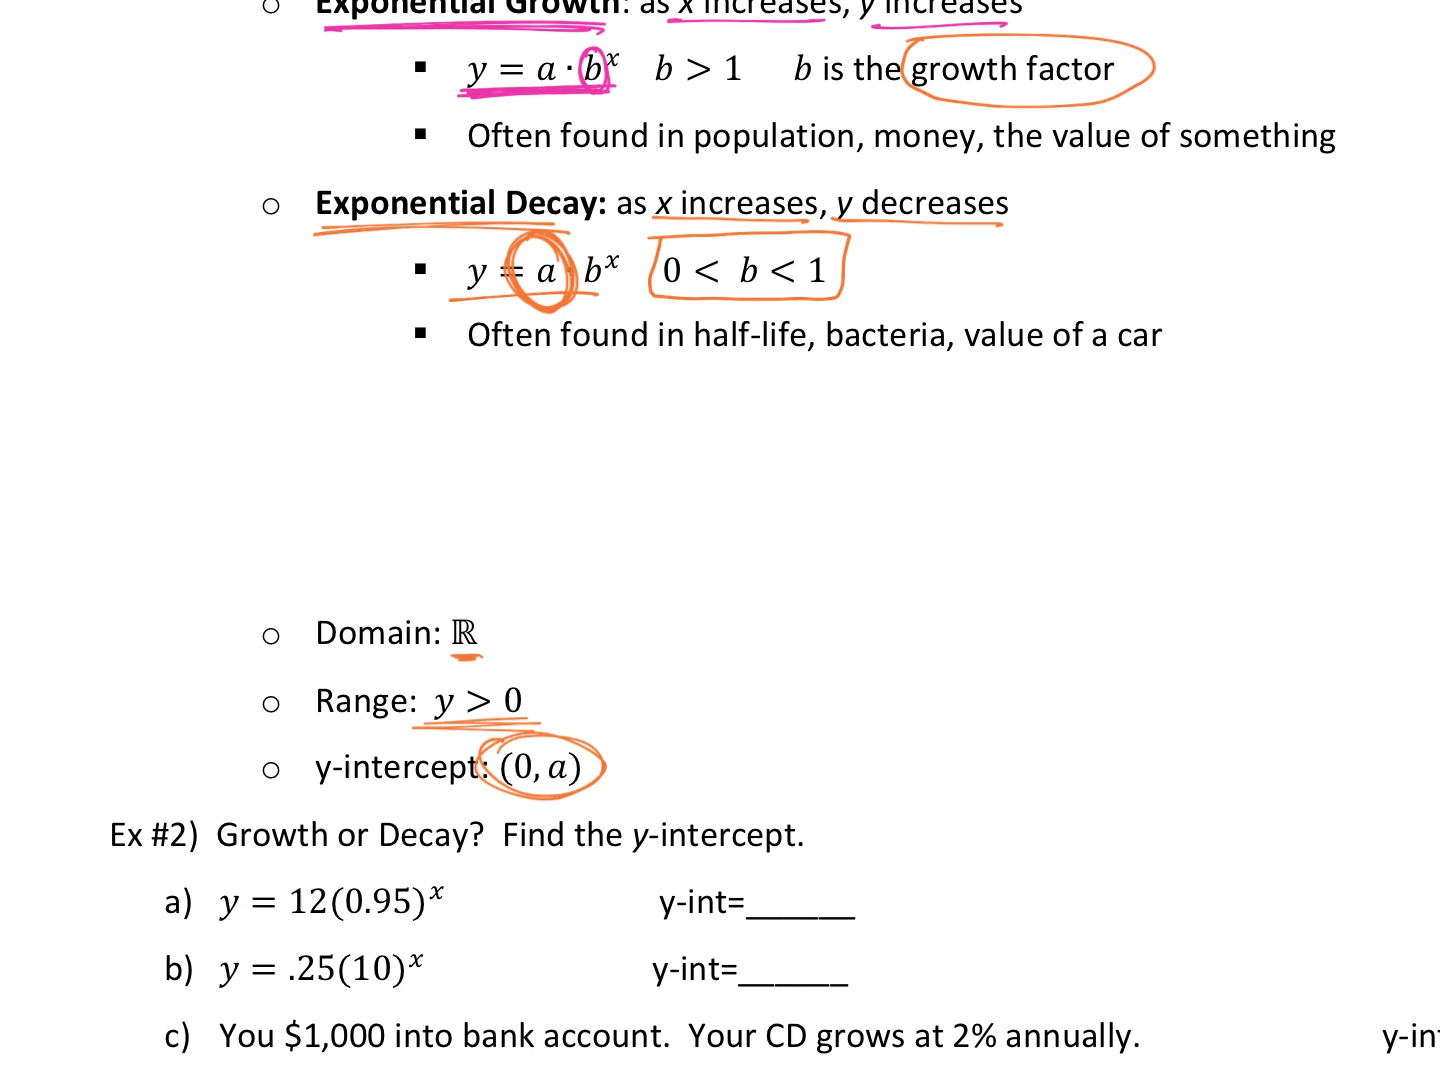 ○ Exponential Growth: as x increases, y increases
▪ y = a · bˣ b > 1 b is the growth factor
▪ Often found in population, money, the value of something
○ Exponential Decay: as x increases, y decreases
▪ y = a · bˣ 0 < b < 1
▪ Often found in half-life, bacteria, value of a car
○ Domain: ℝ
○ Range: y > 0
○ y-intercept: (0, a)
Ex #2) Growth or Decay? Find the y-intercept.
a) y = 12(0.95)ˣ y-int=______
b) y = .25(10)ˣ y-int=______
c) You $1,000 into bank account. Your CD grows at 2% annually. y-in